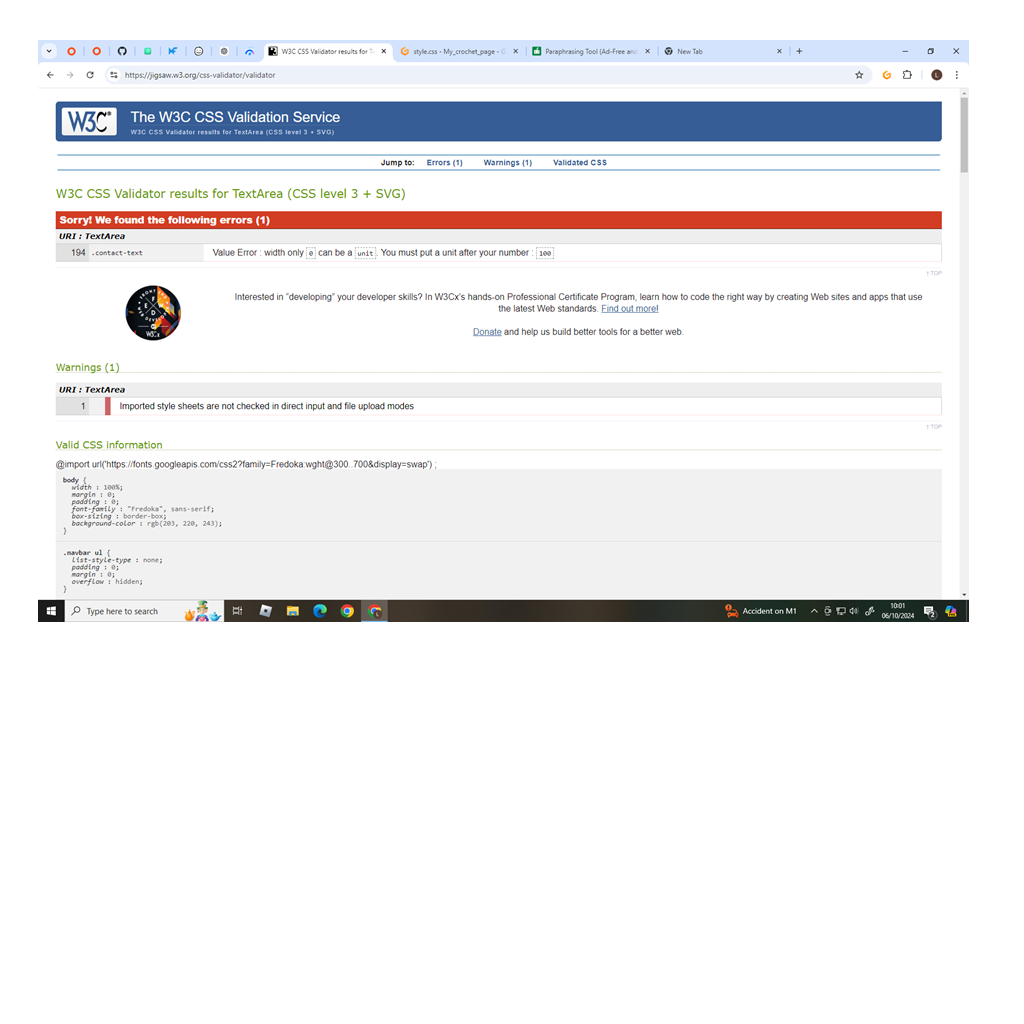 W3C CSS Validator results for T
style.css - My_crochet_page - G
Paraphrasing Tool (Ad-Free and
New Tab
https://jigsaw.w3.org/css-validator/validator
L
W3C®
The W3C CSS Validation Service
W3C CSS Validator results for TextArea (CSS level 3 + SVG)
Jump to: Errors (1) Warnings (1) Validated CSS
W3C CSS Validator results for TextArea (CSS level 3 + SVG)
Sorry! We found the following errors (1)
URI : TextArea
194 .contact-text Value Error : width only 0 can be a unit. You must put a unit after your number : 100
↑ TOP
Interested in "developing" your developer skills? In W3Cx's hands-on Professional Certificate Program, learn how to code the right way by creating Web sites and apps that use
the latest Web standards. Find out more!
Donate and help us build better tools for a better web.
Warnings (1)
URI : TextArea
1 Imported style sheets are not checked in direct input and file upload modes
↑ TOP
Valid CSS information
@import url('https://fonts.googleapis.com/css2?family=Fredoka:wght@300..700&display=swap') ;
body {
width : 100%;
margin : 0;
padding : 0;
font-family : "Fredoka", sans-serif;
box-sizing : border-box;
background-color : rgb(203, 220, 243);
}
.navbar ul {
list-style-type : none;
padding : 0;
margin : 0;
overflow : hidden;
}
Type here to search
Accident on M1
10:01
06/10/2024
2